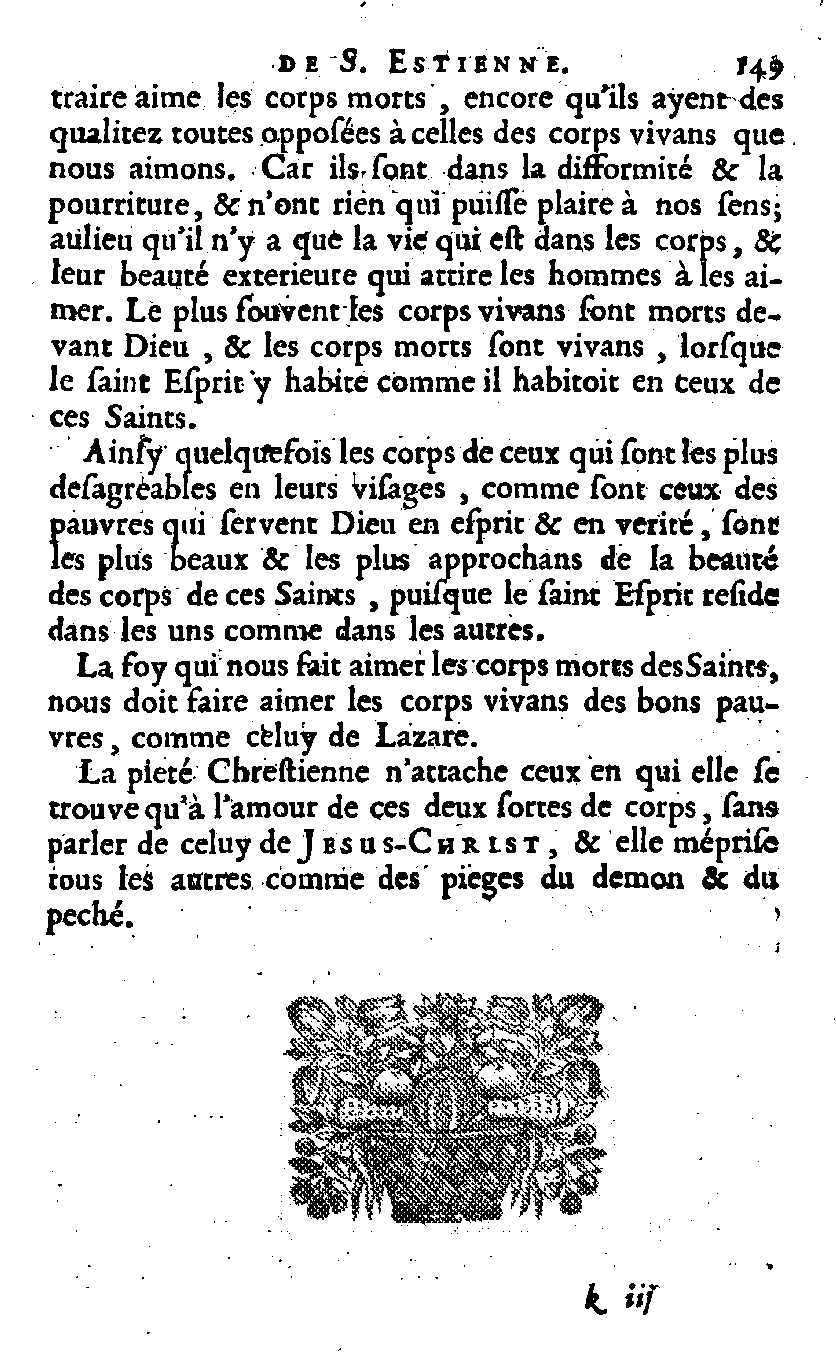 DE S. ESTIENNE. 149
traire aime les corps morts, encore qu'ils ayent des
qualitez toutes oppoſées à celles des corps vivans que
nous aimons. Car ils ſont dans la difformité & la
pourriture, & n'ont rien qui puiſſe plaire à nos ſens;
aulieu qu'il n'y a que la vie qui eſt dans les corps, &
leur beauté exterieure qui attire les hommes à les ai-
mer. Le plus ſouvent les corps vivans ſont morts de-
vant Dieu, & les corps morts ſont vivans, lorſque
le ſaint Eſprit y habite comme il habitoit en ceux de
ces Saints.
Ainſy quelquefois les corps de ceux qui ſont les plus
deſagréables en leurs viſages, comme ſont ceux des
pauvres qui ſervent Dieu en eſprit & en verité, ſont
les plus beaux & les plus approchans de la beauté
des corps de ces Saints, puiſque le ſaint Eſprit reſide
dans les uns comme dans les autres.
La foy qui nous fait aimer les corps morts des Saints,
nous doit faire aimer les corps vivans des bons pau-
vres, comme celuy de Lazare.
La pieté Chreſtienne n'attache ceux en qui elle ſe
trouve qu'à l'amour de ces deux ſortes de corps, ſans
parler de celuy de JESUS-CHRIST, & elle mépriſe
tous les autres comme des pieges du demon & du
peché.
k iij